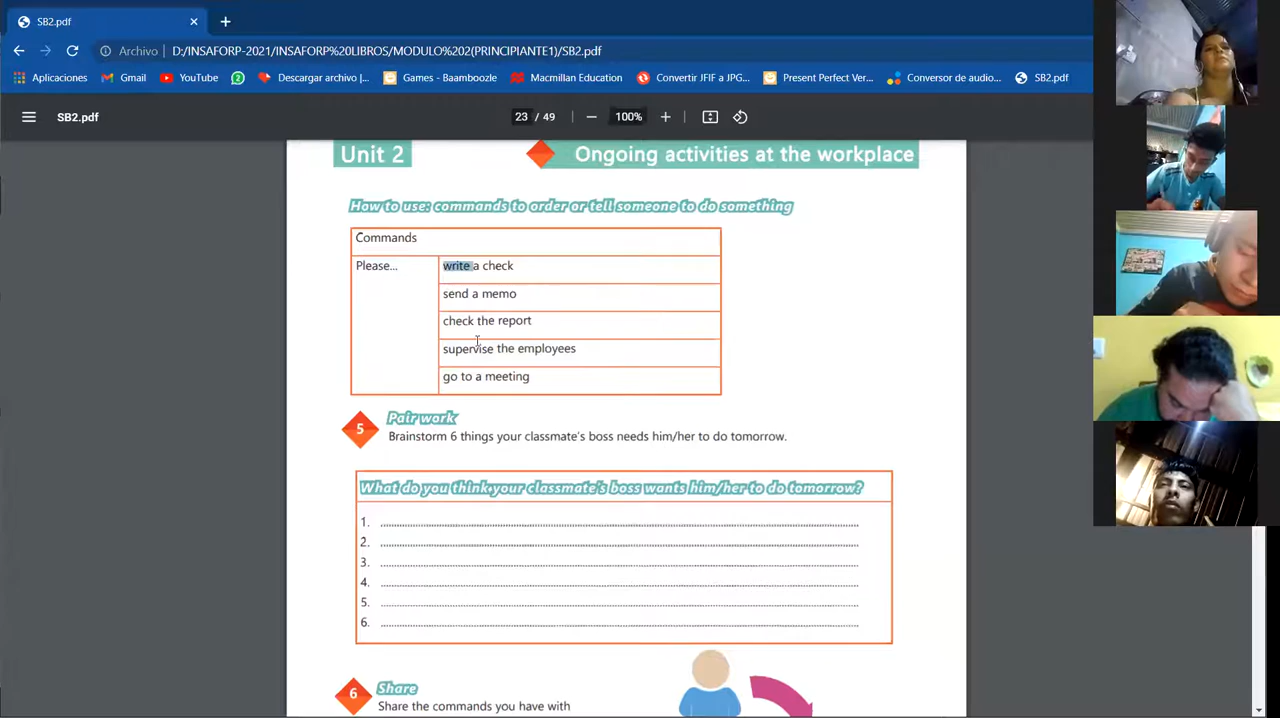 SB2.pdf
Archivo D:/INSAFORP-2021/INSAFORP%20LIBROS/MODULO%202(PRINCIPIANTE1)/SB2.pdf
Aplicaciones Gmail YouTube Descargar archivo |... Games - Baamboozle Macmillan Education Convertir JFIF a JPG... Present Perfect Ver... Conversor de audio... SB2.pdf
SB2.pdf 23 / 49 100%
Unit 2 Ongoing activities at the workplace
How to use: commands to order or tell someone to do something
Commands
Please... write a check
send a memo
check the report
supervise the employees
go to a meeting
5 Pair work
Brainstorm 6 things your classmate's boss needs him/her to do tomorrow.
What do you think your classmate's boss wants him/her to do tomorrow?
1.
2.
3.
4.
5.
6.
6 Share
Share the commands you have with